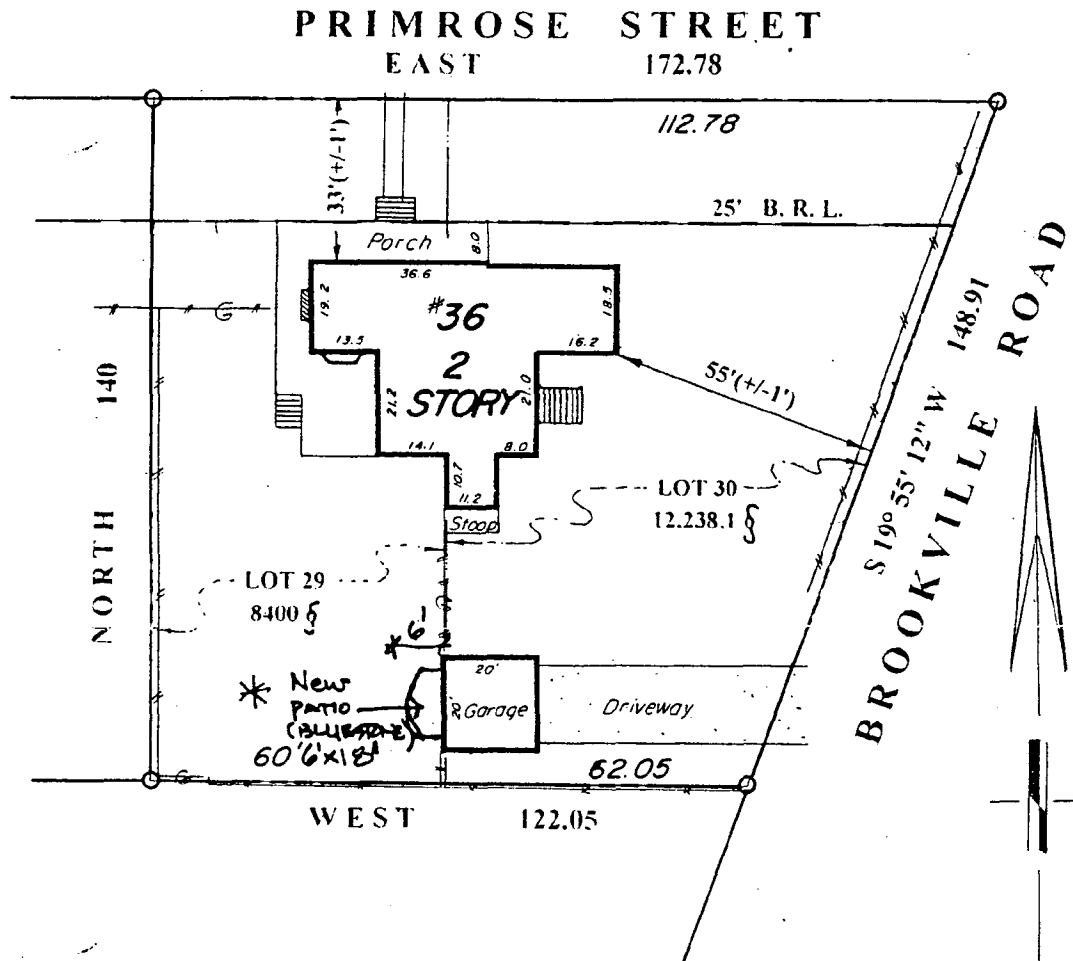 PRIMROSE STREET
EAST 172.78
112.78
33'(+/-1')
25' B. R. L.
Porch
8.0
36.6
19.2
#36
18.5
13.5
16.2
2
STORY
21.2
21.0
55'(+/-1')
14.1
8.0
10.7
11.2
Stoop
148.91
S 19° 55' 12" W
BROOKVILLE ROAD
140
NORTH
LOT 30
12.238.1
LOT 29
8400
* 6'
* New
PATIO
(BLUESTONE)
20'
20'
Garage
Driveway
62.05
WEST 122.05